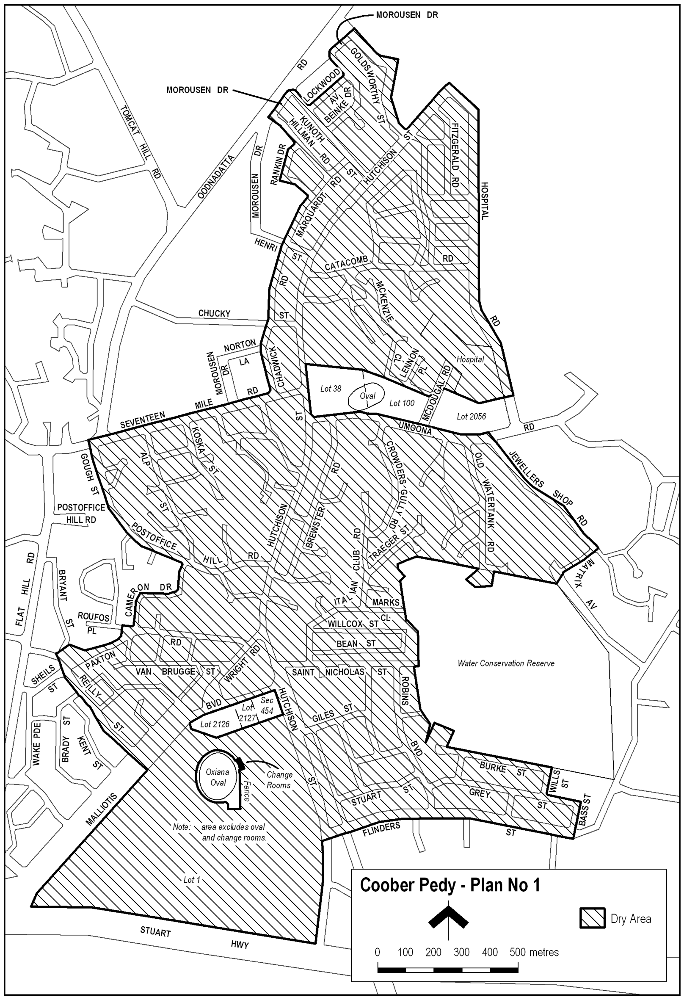 MOROUSEN DR
GOLDSWORTHY
ST
RD
LOCKWOOD
AV
BEINKE
DR
MOROUSEN DR
KUNOTH
ST
HILLMAN
RD
TOMCAT HILL RD
OODNADATTA
MOROUSEN
DR
RANKIN DR
HUTCHISON
ST
FITZGERALD RD
HOSPITAL
RD
MARQUARDT
RD
HENRI
ST
CATACOMB
RD
RD
MCKENZIE
CL
CHUCKY
ST
NORTON
LA
MOROUSEN
DR
CHADWICK
LENNON
PL
Hospital
MCDOUGAL RD
Lot 38
Oval
Lot 100
Lot 2056
SEVENTEEN
MILE
RD
ST
UMOONA
RD
KOSKA
ST
ALP
ST
GOUGH ST
CROWDERS GULLY RD
OLD
WATERTANK
RD
JEWELLERS
SHOP
RD
POSTOFFICE
HILL RD
POSTOFFICE
HILL
RD
HUTCHISON
BREWSTER
RD
TRAEGER ST
ITALIAN
CLUB RD
MATRIX
AV
FLAT HILL RD
BRYANT
ST
CAMERON DR
ROUFOS
PL
MARKS
CL
WILLCOX ST
BEAN ST
RD
PAXTON
WRIGHT RD
SHEILS
ST
VAN BRUGGE ST
REILLY
ST
SAINT NICHOLAS ST
ROBINS
BVD
Water Conservation Reserve
HUTCHISON
ST
BVD
Sec
454
Lot
2127
Lot 2126
GILES ST
WAKE PDE
BRADY ST
KENT
ST
Oxiana
Oval
Change
Rooms
Fence
BURKE ST
WILLS
ST
GREY
ST
STUART ST
BASS ST
MALLIOTIS
Note: area excludes oval
and change rooms.
FLINDERS
ST
Lot 1
STUART
HWY
Coober Pedy - Plan No 1
Dry Area
0 100 200 300 400 500 metres